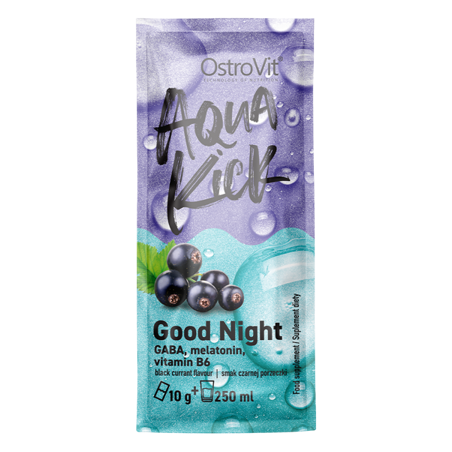 OstroVit®
TECHNOLOGY OF NUTRITION
Aqua
Kick
Good Night
GABA, melatonin,
vitamin B6
black currant flavour | smak czarnej porzeczki
10 g + 250 ml
Food supplement / Suplement diety